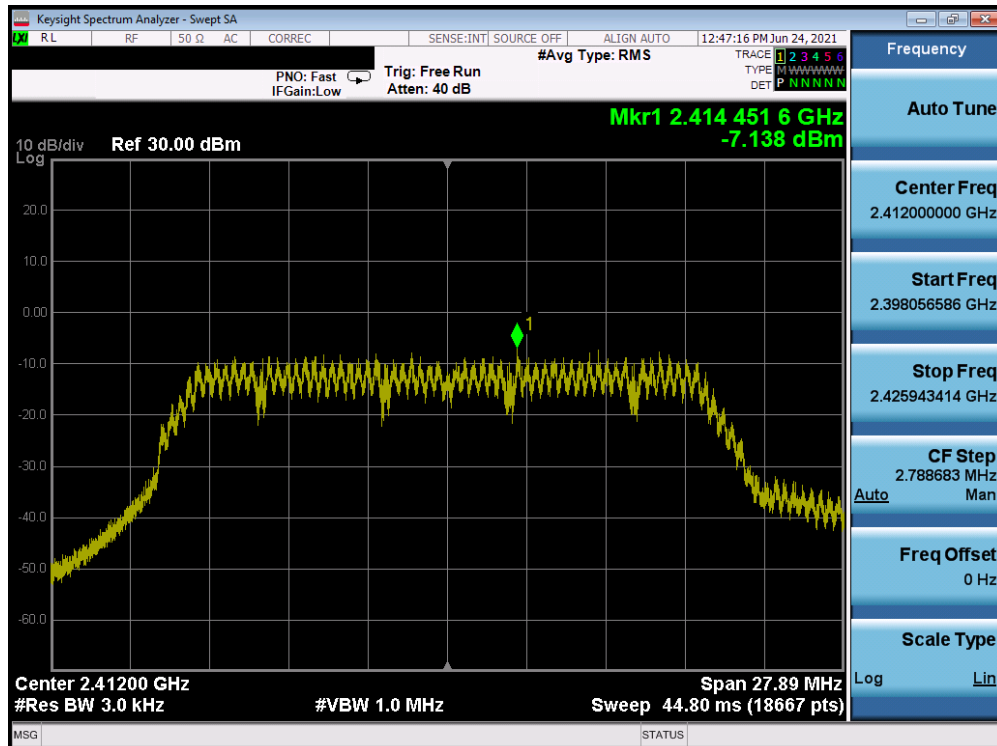 Keysight Spectrum Analyzer - Swept SA
LXI RL RF 50 Ω AC CORREC SENSE:INT SOURCE OFF ALIGN AUTO 12:47:16 PM Jun 24, 2021
#Avg Type: RMS
TRACE 1 2 3 4 5 6
PNO: Fast Trig: Free Run
TYPE M W W W W W
IFGain:Low Atten: 40 dB
DET P N N N N N
Mkr1 2.414 451 6 GHz
-7.138 dBm
10 dB/div Ref 30.00 dBm
Log
20.0
10.0
0.00
1
-10.0
-20.0
-30.0
-40.0
-50.0
-60.0
Center 2.41200 GHz Span 27.89 MHz
#Res BW 3.0 kHz #VBW 1.0 MHz Sweep 44.80 ms (18667 pts)
MSG STATUS
Frequency
Auto Tune
Center Freq
2.412000000 GHz
Start Freq
2.398056586 GHz
Stop Freq
2.425943414 GHz
CF Step
2.788683 MHz
Auto Man
Freq Offset
0 Hz
Scale Type
Log Lin